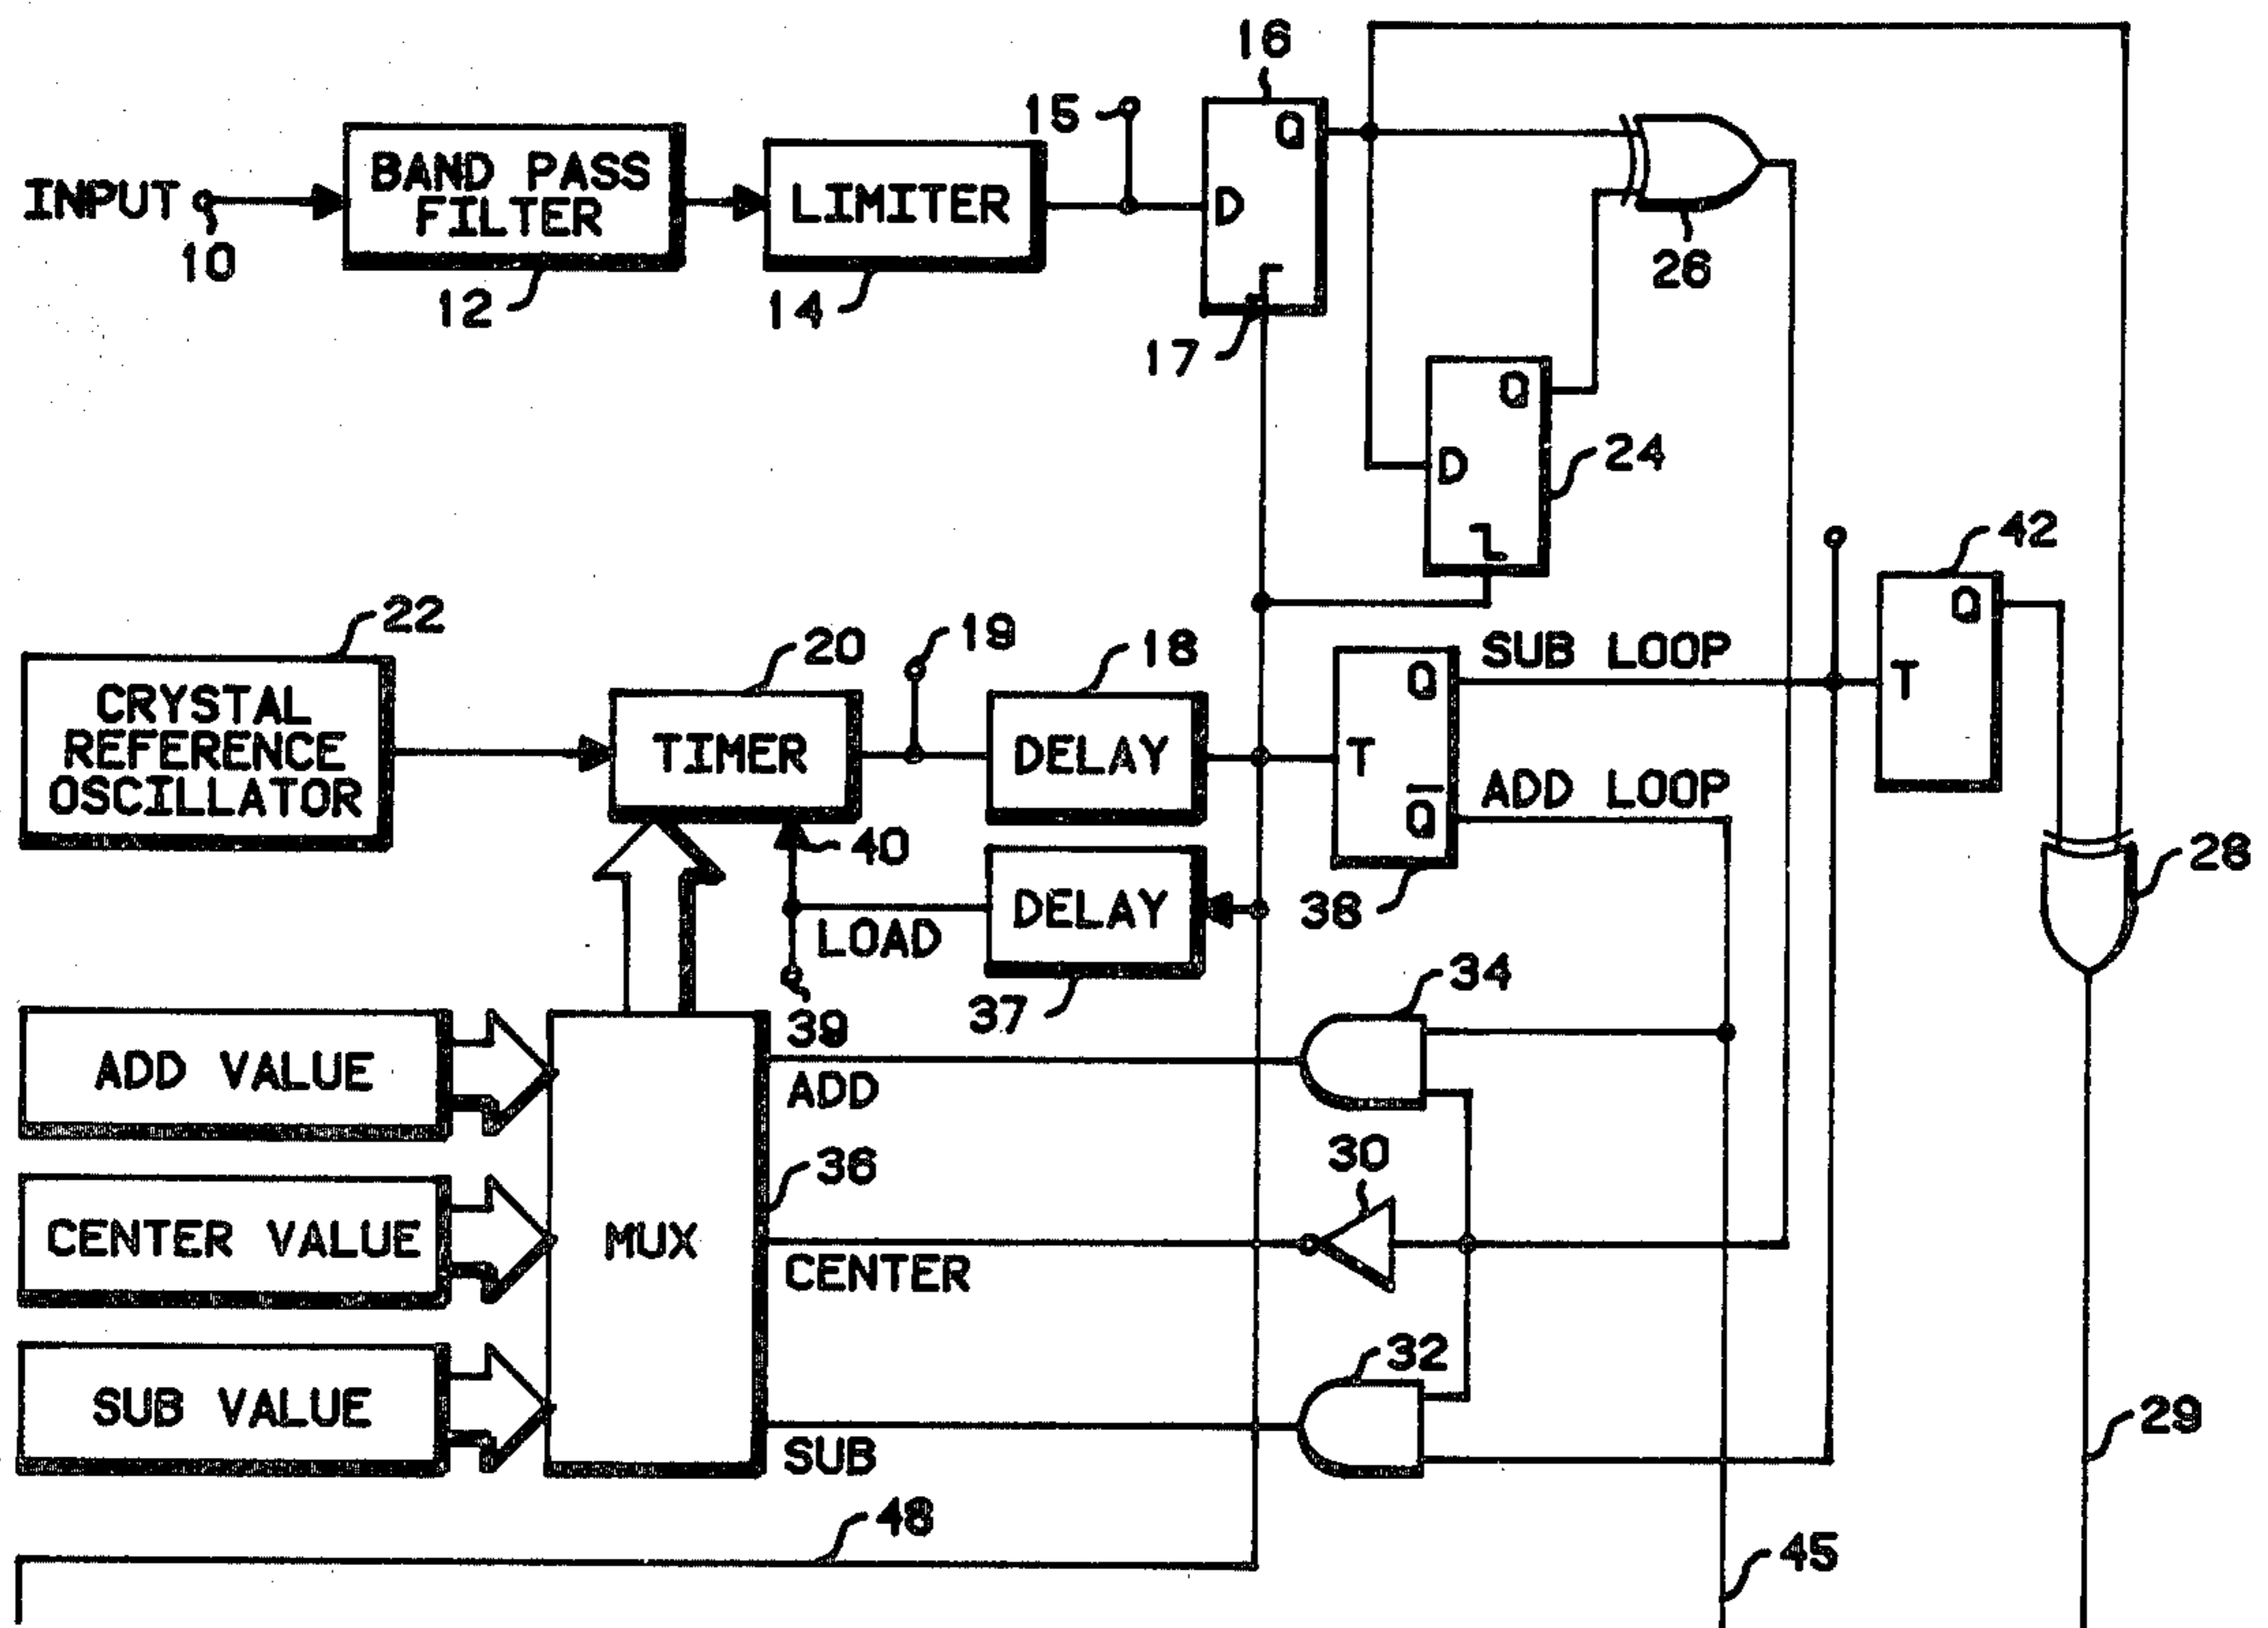 16
15
Q
BAND PASS
FILTER
LIMITER
D
INPUT
10
12
14
17
26
Q
D
24
42
Q
T
22
20
19
18
SUB LOOP
CRYSTAL
REFERENCE
OSCILLATOR
TIMER
DELAY
T
Q
Q̅
ADD LOOP
40
DELAY
38
28
LOAD
39
37
34
ADD VALUE
ADD
30
36
CENTER VALUE
MUX
CENTER
32
SUB VALUE
SUB
29
48
45